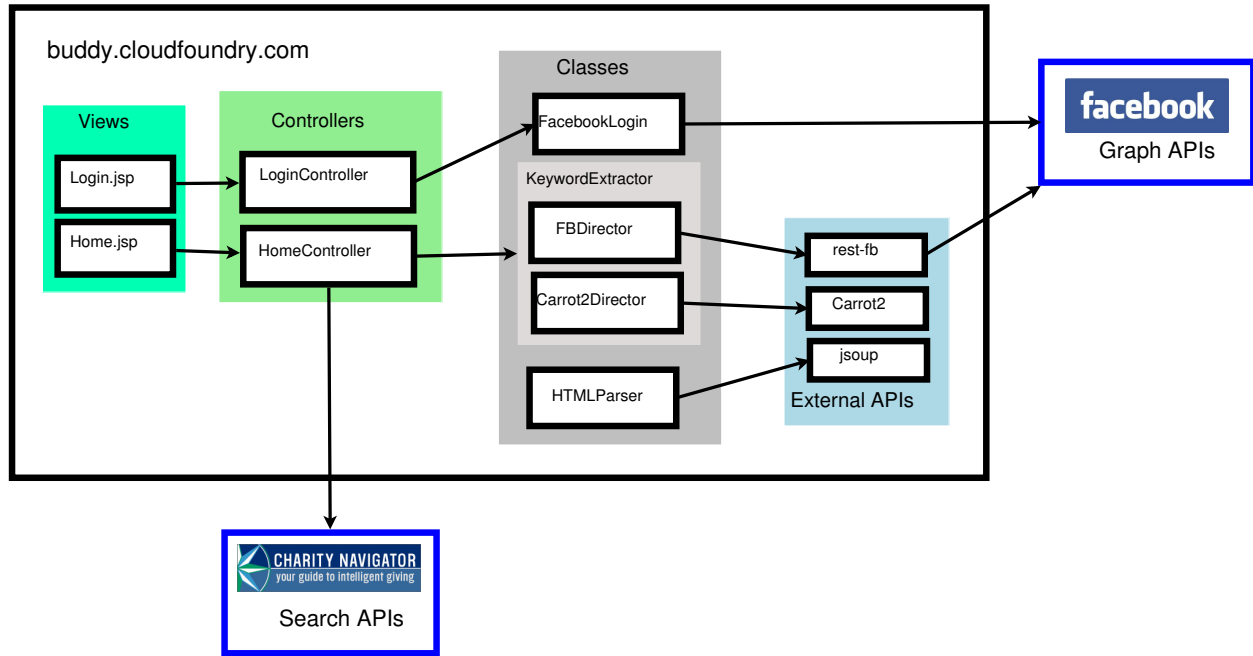 buddy.cloudfoundry.com
Views
Login.jsp
Home.jsp
Controllers
LoginController
HomeController
Classes
FacebookLogin
KeywordExtractor
FBDirector
Carrot2Director
HTMLParser
rest-fb
Carrot2
jsoup
External APIs
facebook
Graph APIs
CHARITY NAVIGATOR
your guide to intelligent giving
Search APIs